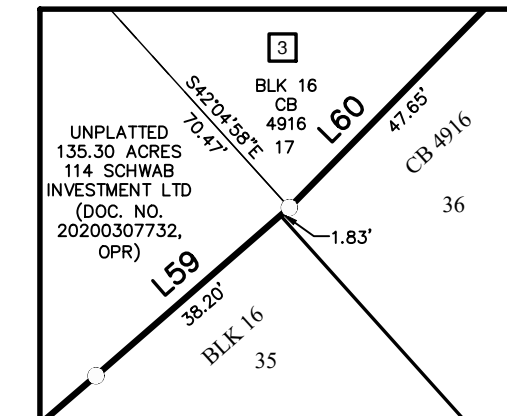 3
BLK 16
CB
4916
17
S42°04'58"E
70.47'
L60
47.65'
CB 4916
36
UNPLATTED
135.30 ACRES
114 SCHWAB
INVESTMENT LTD
(DOC. NO.
20200307732,
OPR)
1.83'
L59
38.20'
BLK 16
35